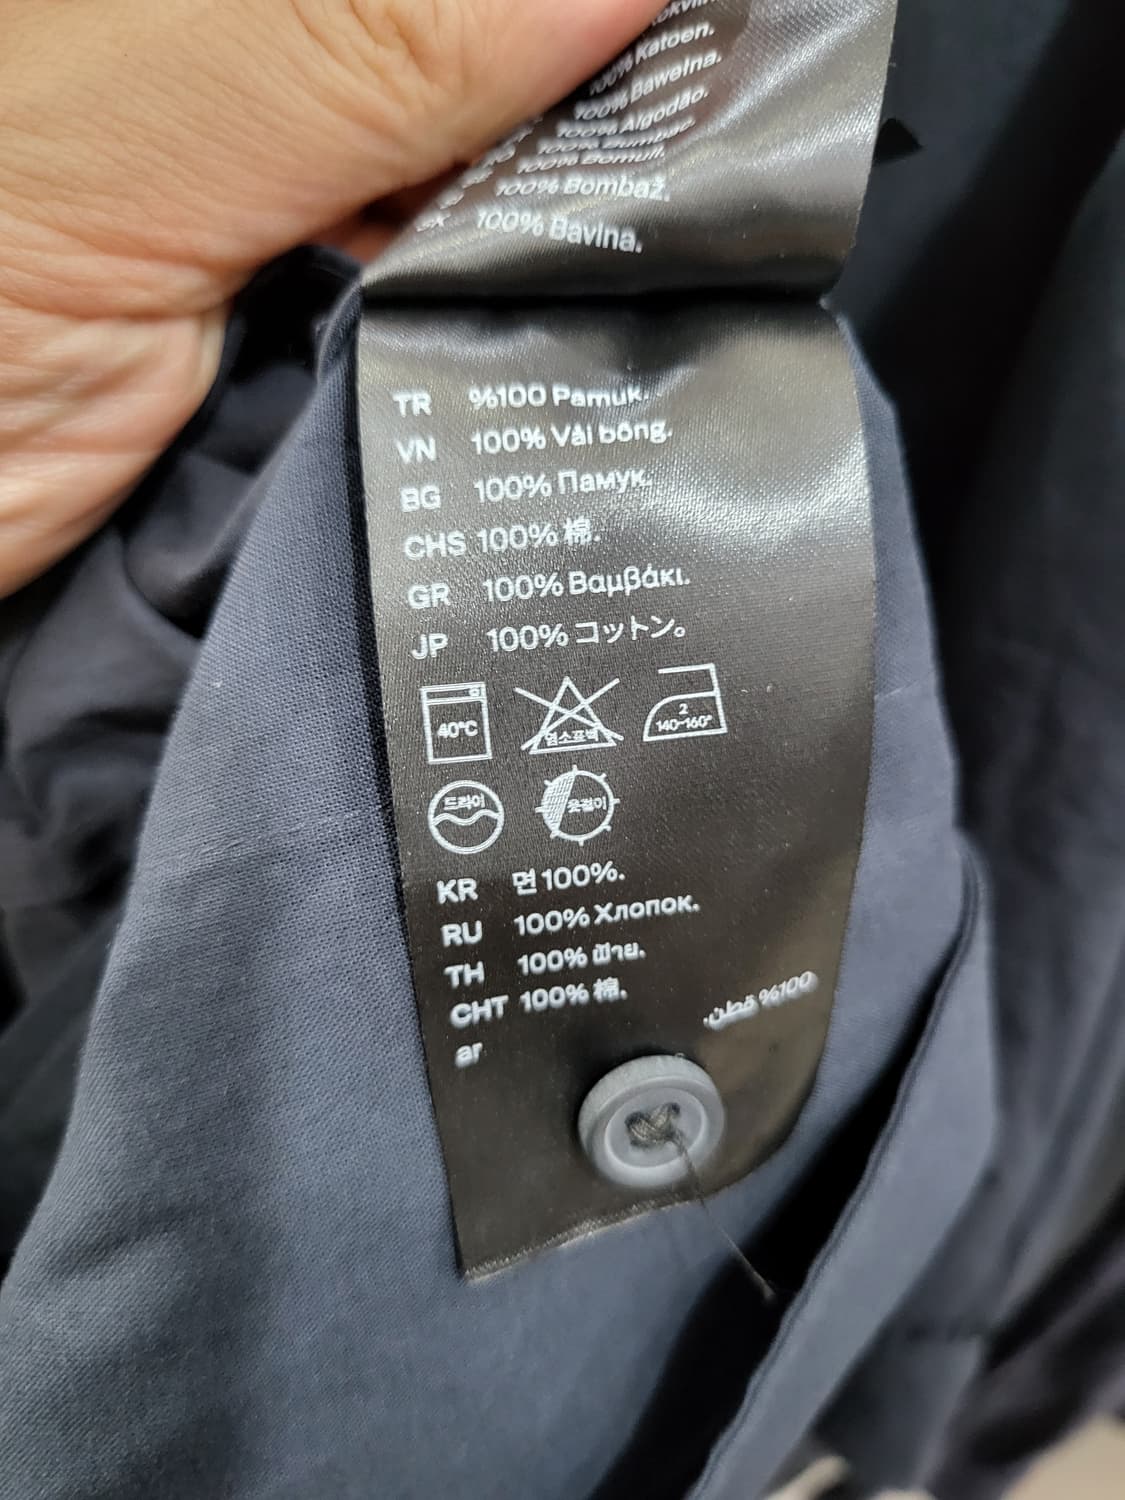 100% Katoen.
100% Bawełna.
100% Algodão.
100% Bombaž.
SK 100% Bavlna.
TR %100 Pamuk.
VN 100% Vải bông.
BG 100% Памук.
CHS 100% 棉.
GR 100% Βαμβάκι.
JP 100% コットン。
40°C 염소표백 2 140~160°
드라이 옷걸이
KR 면 100%.
RU 100% Хлопок.
TH 100% ฝ้าย.
CHT 100% 棉.
%100 قطن.
ar